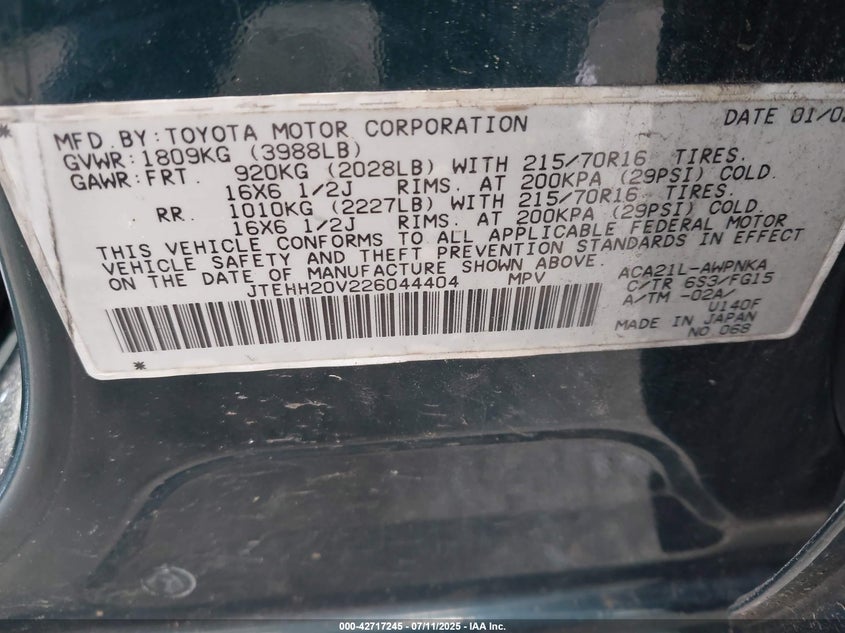 MFD. BY: TOYOTA MOTOR CORPORATION DATE 01/02
GVWR: 1809KG (3988LB)
GAWR: FRT. 920KG (2028LB) WITH 215/70R16 TIRES.
16X6 1/2J RIMS. AT 200KPA (29PSI) COLD.
RR. 1010KG (2227LB) WITH 215/70R16 TIRES.
16X6 1/2J RIMS. AT 200KPA (29PSI) COLD.
THIS VEHICLE CONFORMS TO ALL APPLICABLE FEDERAL MOTOR
VEHICLE SAFETY AND THEFT PREVENTION STANDARDS IN EFFECT
ON THE DATE OF MANUFACTURE SHOWN ABOVE.
JTEHH20V226044404 MPV
ACA21L-AWPNKA
C/TR 6S3/FG15
A/TM -02A/
U140F
MADE IN JAPAN
NO 068
000-42717245 - 07/11/2025 - IAA Inc.